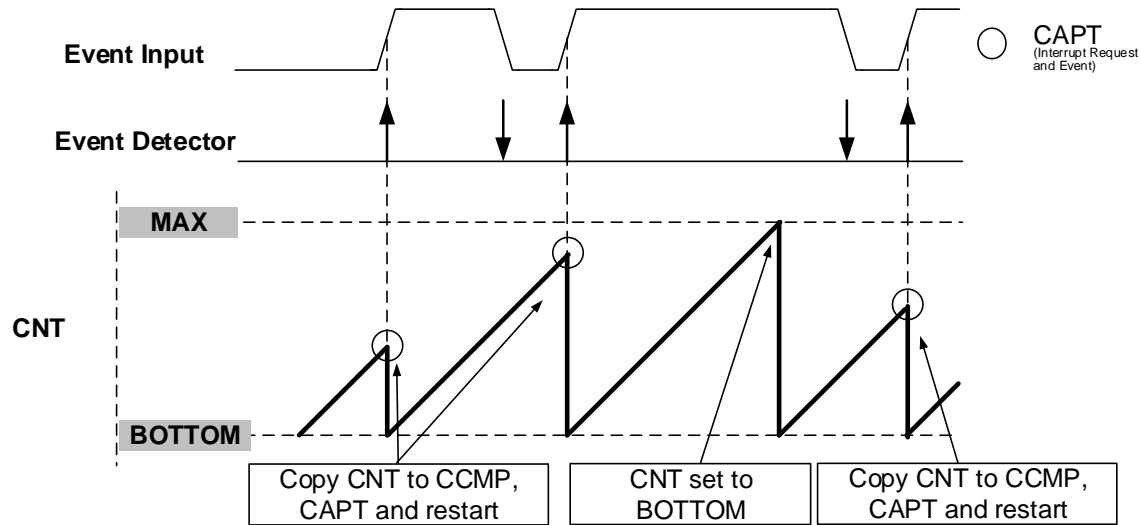 CAPT
(Interrupt Request
and Event)
Event Input
Event Detector
MAX
CNT
BOTTOM
Copy CNT to CCMP,
CAPT and restart
CNT set to
BOTTOM
Copy CNT to CCMP,
CAPT and restart